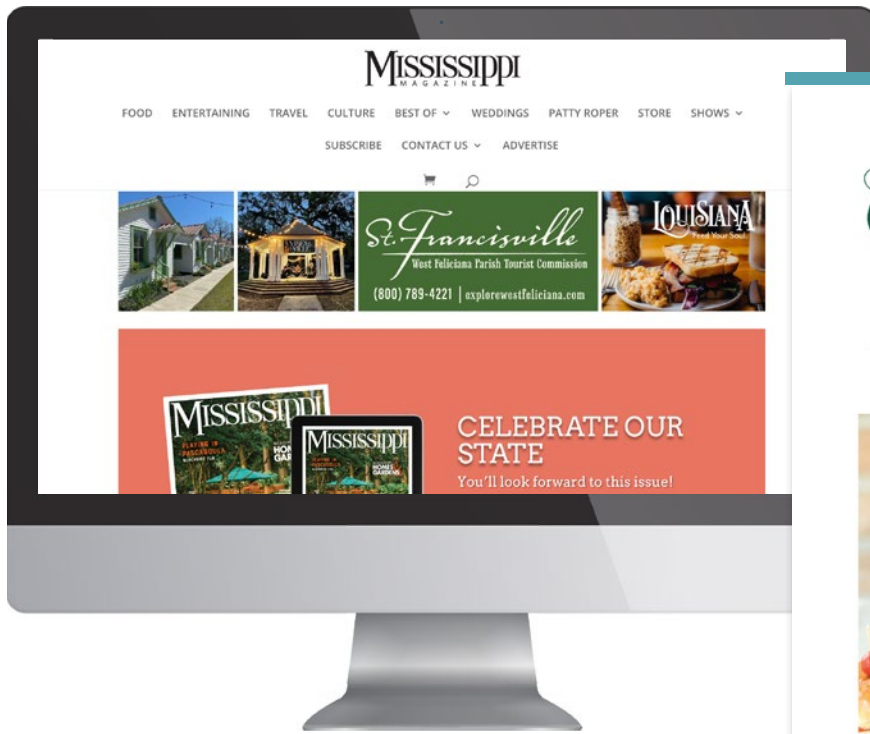 MISSISSIPPI
MAGAZINE
FOOD ENTERTAINING TRAVEL CULTURE BEST OF WEDDINGS PATTY ROPER STORE SHOWS
SUBSCRIBE CONTACT US ADVERTISE
St. Francisville
West Feliciana Parish Tourist Commission
(800) 789-4221 | explorewestfeliciana.com
LOUISIANA
Feed Your Soul.
MISSISSIPPI
PLAYING IN
PASCAGOULA
MISSISSIPPI
HOMES
GARDENS
CELEBRATE OUR
STATE
You'll look forward to this issue!